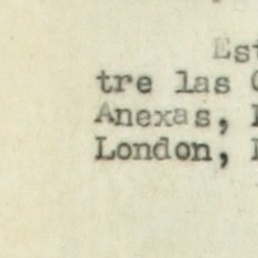 Est
tre las
Anexas,
London,